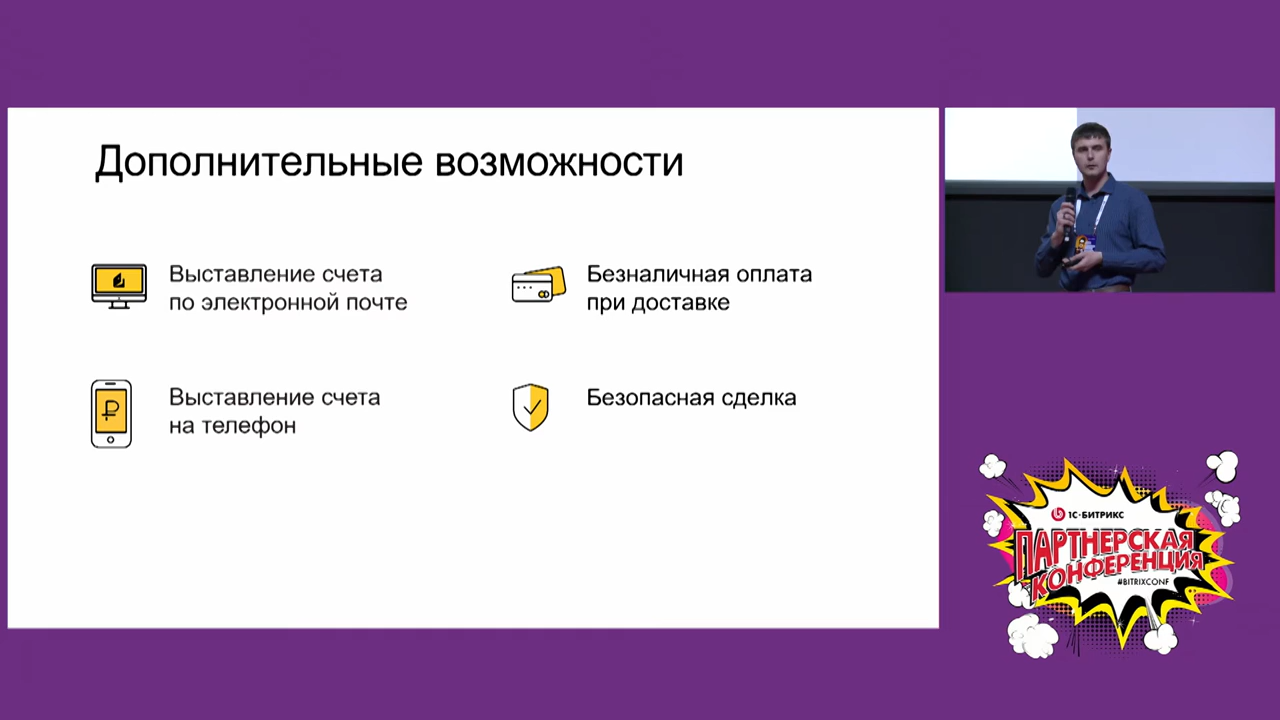 Дополнительные возможности
Выставление счета
по электронной почте
Безналичная оплата
при доставке
Выставление счета
на телефон
Безопасная сделка
1С-БИТРИКС
ПАРТНЕРСКАЯ
КОНФЕРЕНЦИЯ
#BITRIXCONF